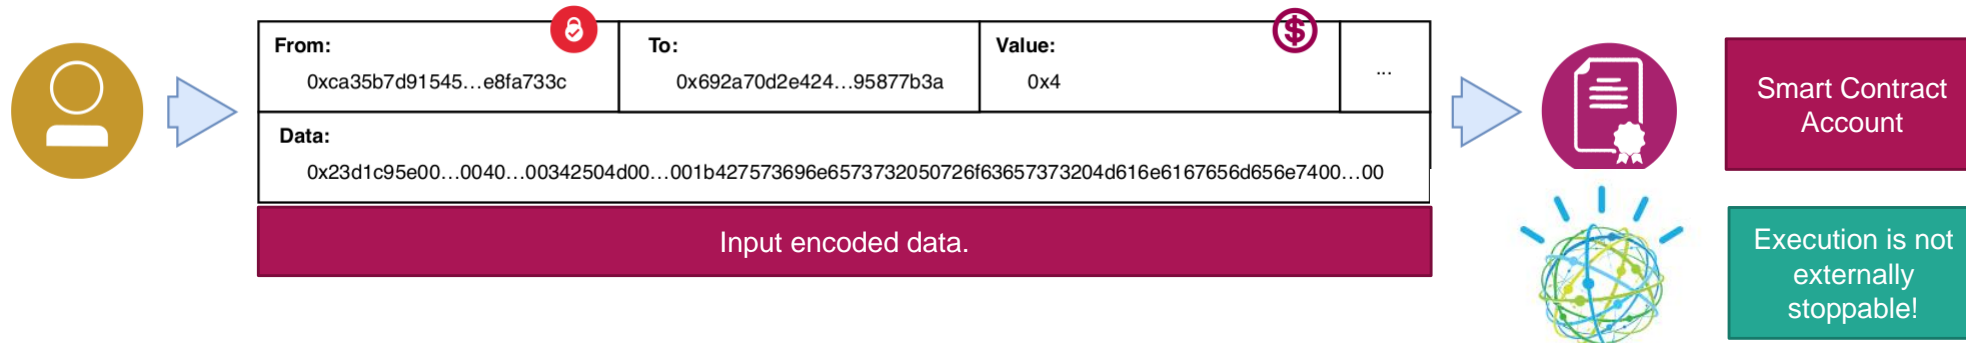 From:
0xca35b7d91545...e8fa733c
To:
0x692a70d2e424...95877b3a
Value:
0x4
...
Data:
0x23d1c95e00...0040...00342504d00...001b427573696e6573732050726f63657373204d616e6167656d656e7400...00
Input encoded data.
Smart Contract
Account
Execution is not
externally
stoppable!